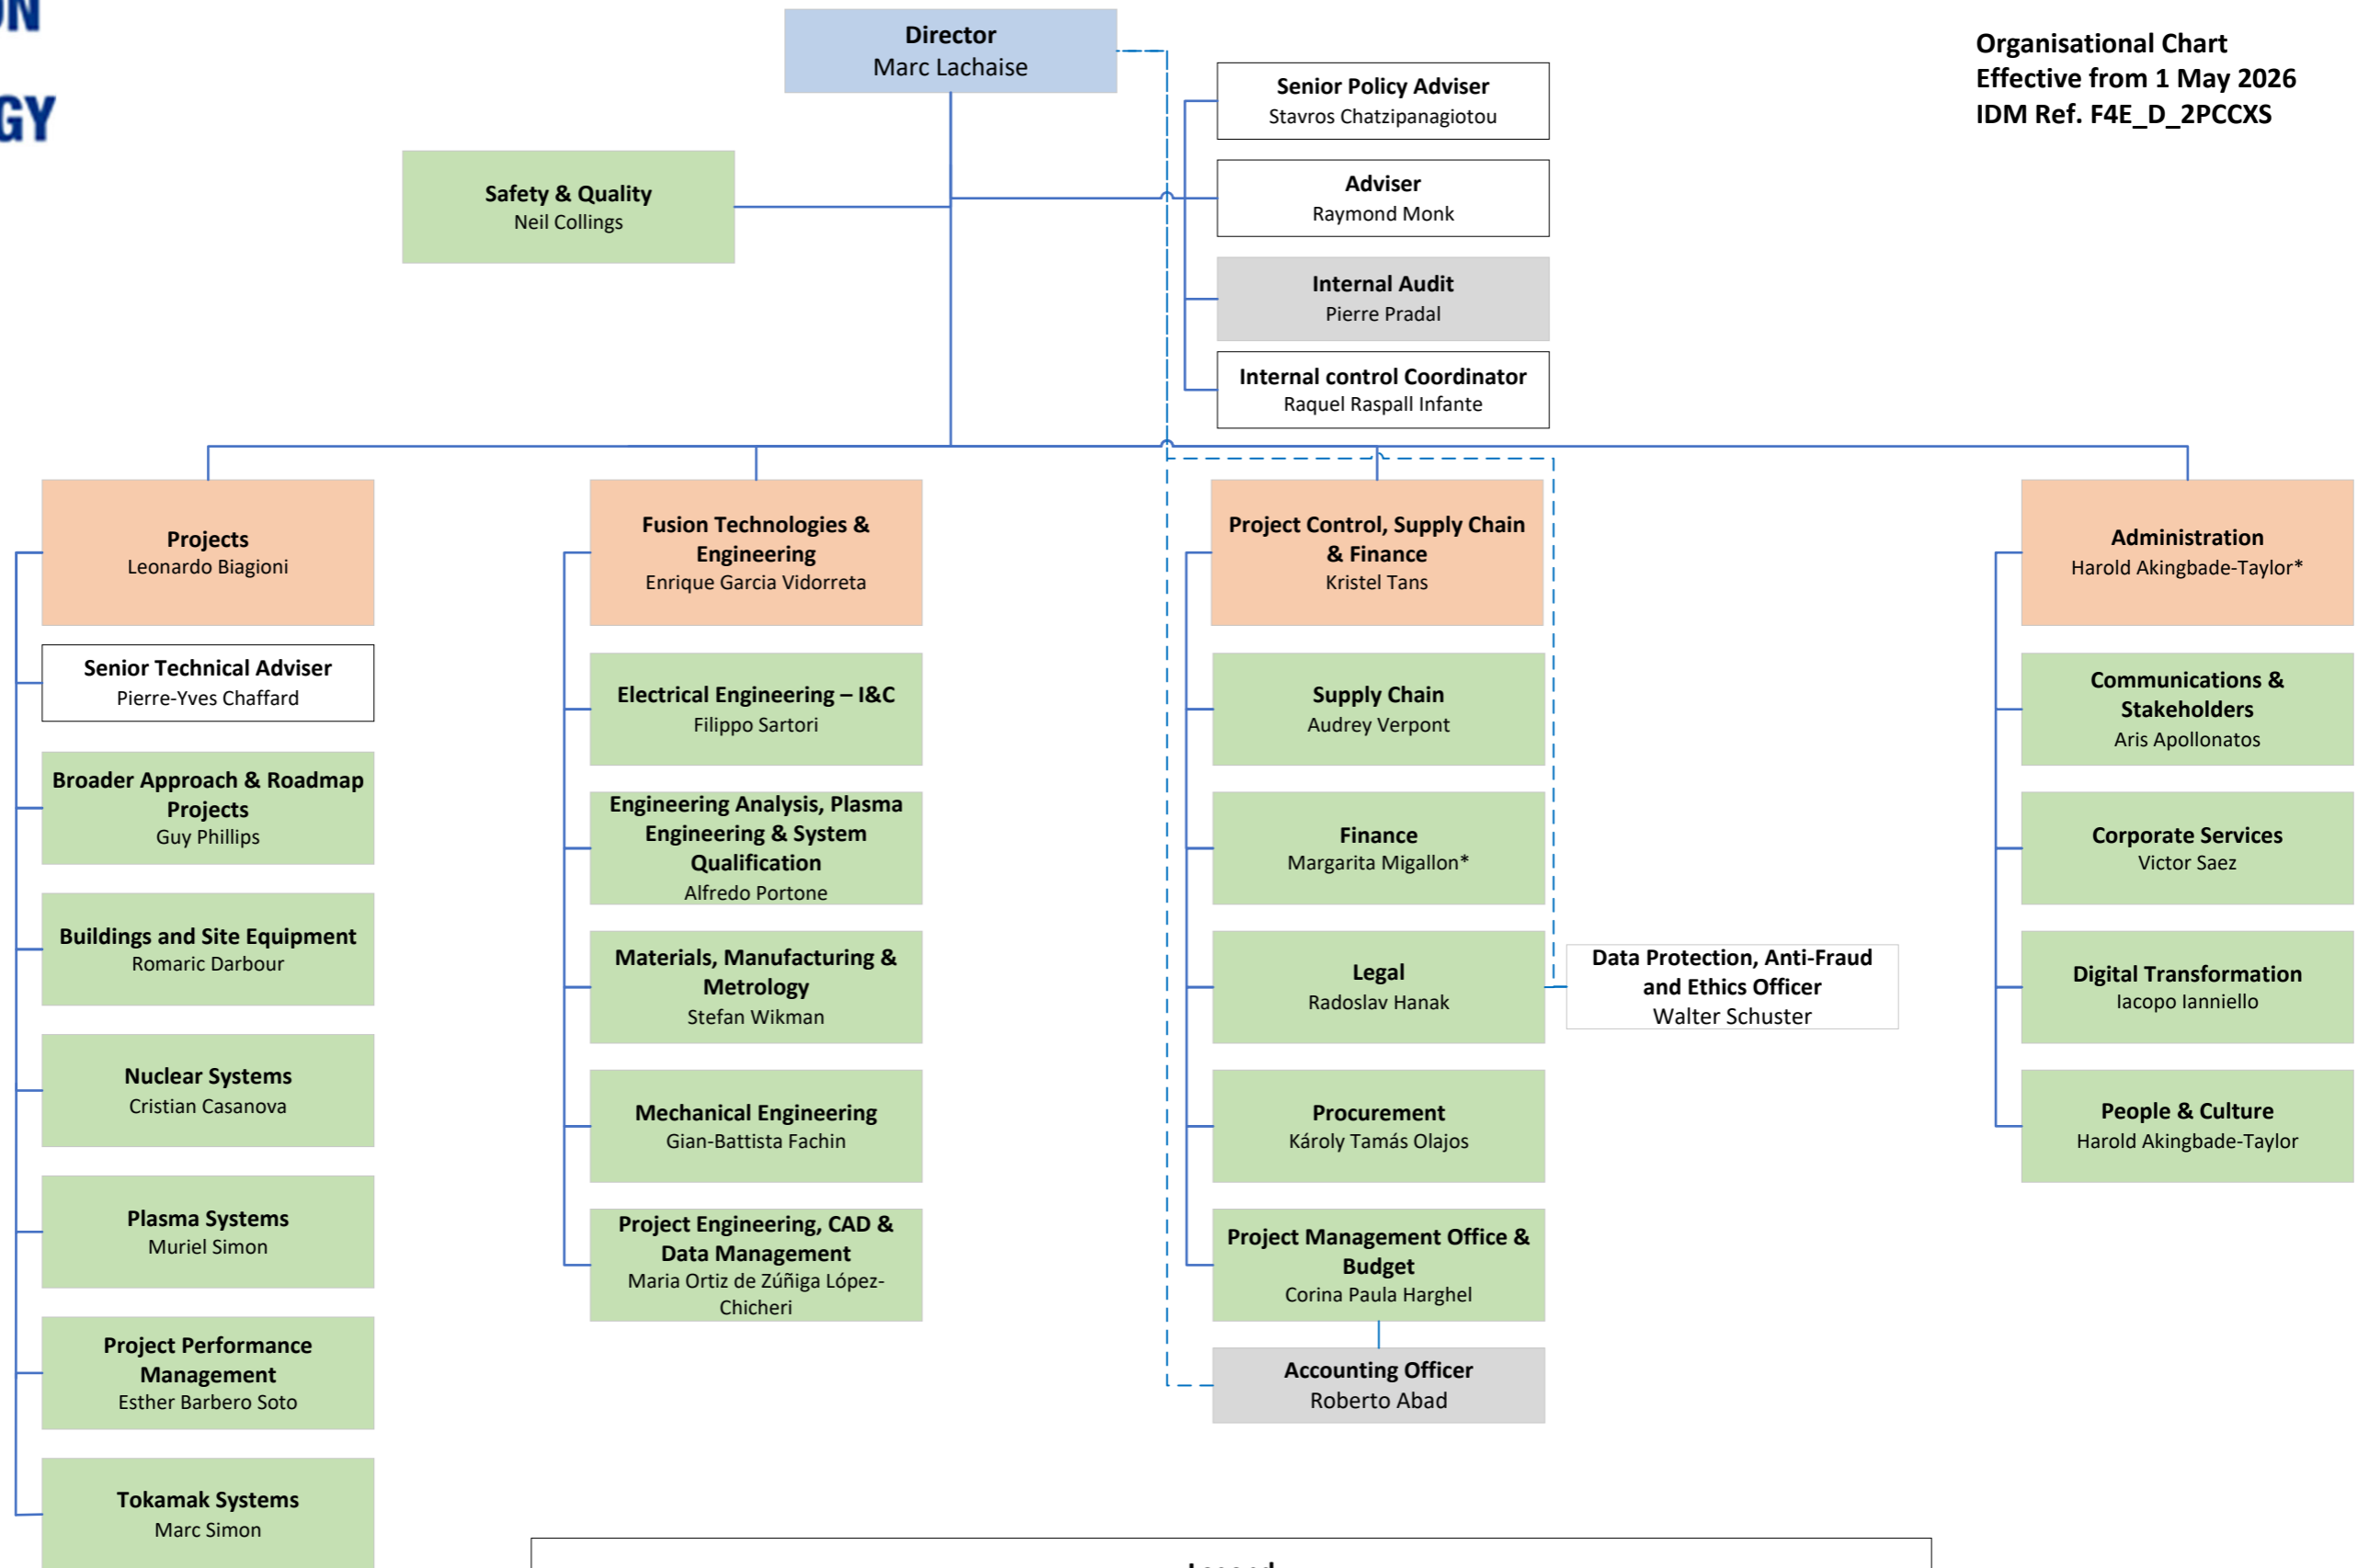 ON
GY
Director
Marc Lachaise
Organisational Chart
Effective from 1 May 2026
IDM Ref. F4E_D_2PCCXS
Senior Policy Adviser
Stavros Chatzipanagiotou
Adviser
Raymond Monk
Safety & Quality
Neil Collings
Internal Audit
Pierre Pradal
Internal control Coordinator
Raquel Raspall Infante
Projects
Leonardo Biagioni
Senior Technical Adviser
Pierre-Yves Chaffard
Broader Approach & Roadmap
Projects
Guy Phillips
Buildings and Site Equipment
Romaric Darbour
Nuclear Systems
Cristian Casanova
Plasma Systems
Muriel Simon
Project Performance
Management
Esther Barbero Soto
Tokamak Systems
Marc Simon
Fusion Technologies &
Engineering
Enrique Garcia Vidorreta
Electrical Engineering – I&C
Filippo Sartori
Engineering Analysis, Plasma
Engineering & System
Qualification
Alfredo Portone
Materials, Manufacturing &
Metrology
Stefan Wikman
Mechanical Engineering
Gian-Battista Fachin
Project Engineering, CAD &
Data Management
Maria Ortiz de Zúñiga López-
Chicheri
Project Control, Supply Chain
& Finance
Kristel Tans
Supply Chain
Audrey Verpont
Finance
Margarita Migallon*
Legal
Radoslav Hanak
Data Protection, Anti-Fraud
and Ethics Officer
Walter Schuster
Procurement
Károly Tamás Olajos
Project Management Office &
Budget
Corina Paula Harghel
Accounting Officer
Roberto Abad
Administration
Harold Akingbade-Taylor*
Communications &
Stakeholders
Aris Apollonatos
Corporate Services
Victor Saez
Digital Transformation
Iacopo Ianniello
People & Culture
Harold Akingbade-Taylor
Legend